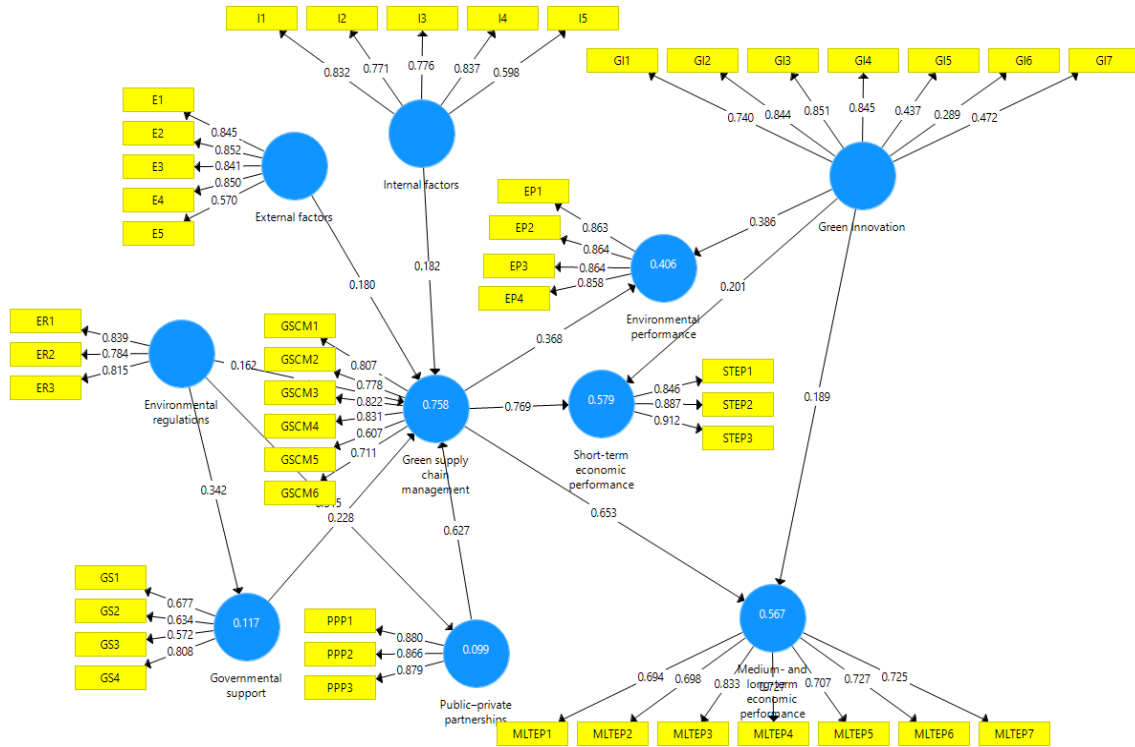 I1 I2 I3 I4 I5
0.832 0.771 0.776 0.837 0.598
Internal factors
GI1 GI2 GI3 GI4 GI5 GI6 GI7
0.740 0.844 0.851 0.845 0.437 0.289 0.472
Green innovation
E1
E2
E3
E4
E5
0.845
0.852
0.841
0.850
0.570
External factors
EP1
EP2
EP3
EP4
0.863
0.864
0.864
0.858
0.406
Environmental
performance
0.386
0.201
0.189
0.180
0.182
0.368
ER1
ER2
ER3
0.839
0.784
0.815
Environmental
regulations
0.162
0.342
0.228
GSCM1
GSCM2
GSCM3
GSCM4
GSCM5
GSCM6
0.807
0.778
0.822
0.831
0.607
0.711
0.758
Green supply
chain
management
0.769
0.579
Short-term
economic
performance
STEP1
STEP2
STEP3
0.846
0.887
0.912
0.653
0.627
GS1
GS2
GS3
GS4
0.677
0.634
0.572
0.808
0.117
Governmental
support
PPP1
PPP2
PPP3
0.880
0.866
0.879
0.099
Public–private
partnerships
0.567
Medium- and
long-term
economic
performance
0.694 0.698 0.833 0.707 0.727 0.725
MLTEP1 MLTEP2 MLTEP3 MLTEP4 MLTEP5 MLTEP6 MLTEP7